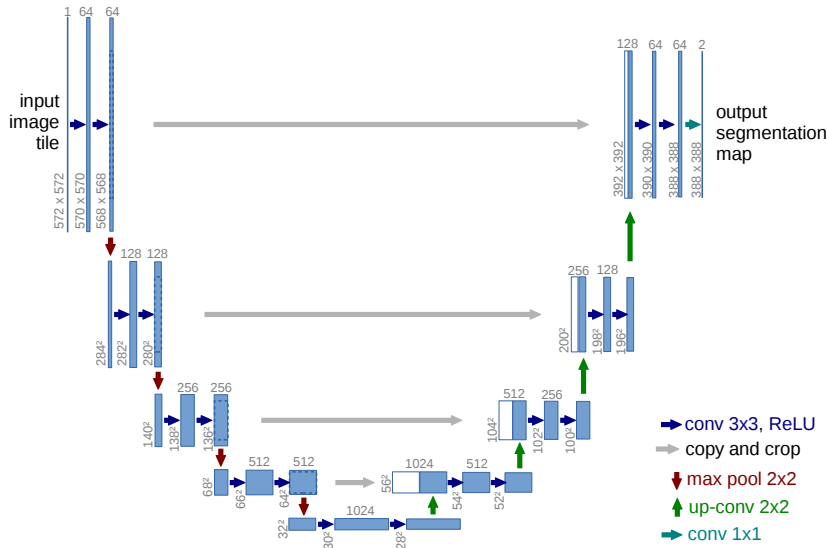 1
64
64
128
64
64
2
input
image
tile
output
segmentation
map
572 x 572
570 x 570
568 x 568
392 x 392
390 x 390
388 x 388
388 x 388
128
128
256
128
284²
282²
280²
200²
198²
196²
256
256
512
256
140²
138²
136²
104²
102²
100²
512
512
1024
512
68²
66²
64²
56²
54²
52²
1024
32²
30²
28²
conv 3x3, ReLU
copy and crop
max pool 2x2
up-conv 2x2
conv 1x1